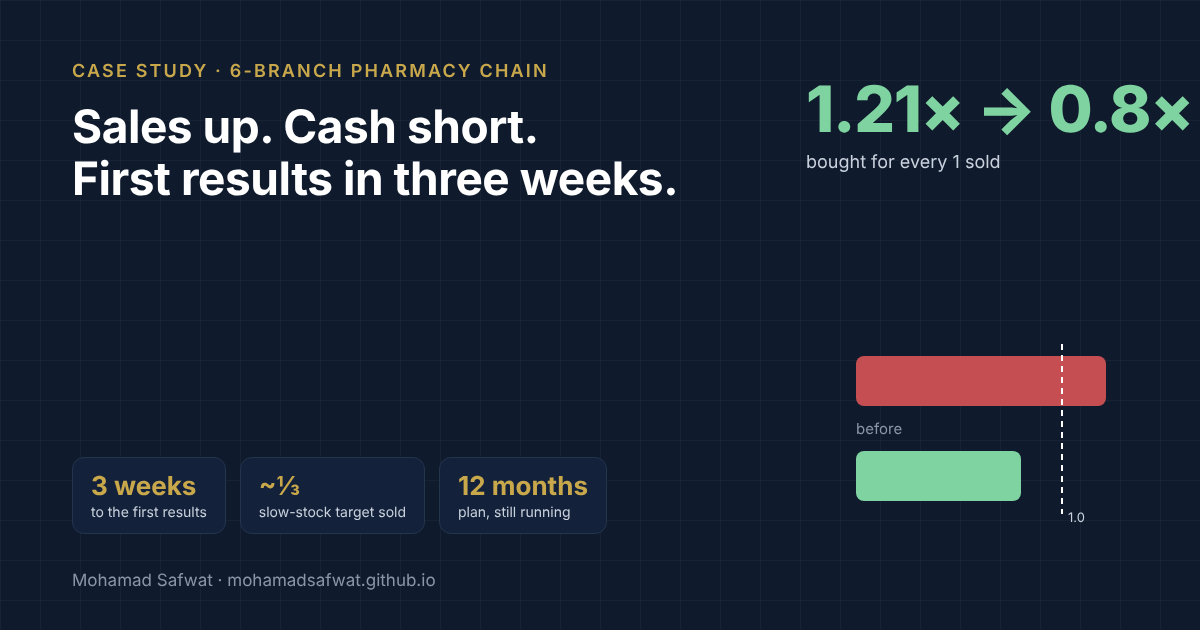 CASE STUDY · 6-BRANCH PHARMACY CHAIN
Sales up. Cash short.
First results in three weeks.
1.21× → 0.8×
bought for every 1 sold
before
1.0
3 weeks
to the first results
~⅓
slow-stock target sold
12 months
plan, still running
Mohamad Safwat · mohamadsafwat.github.io